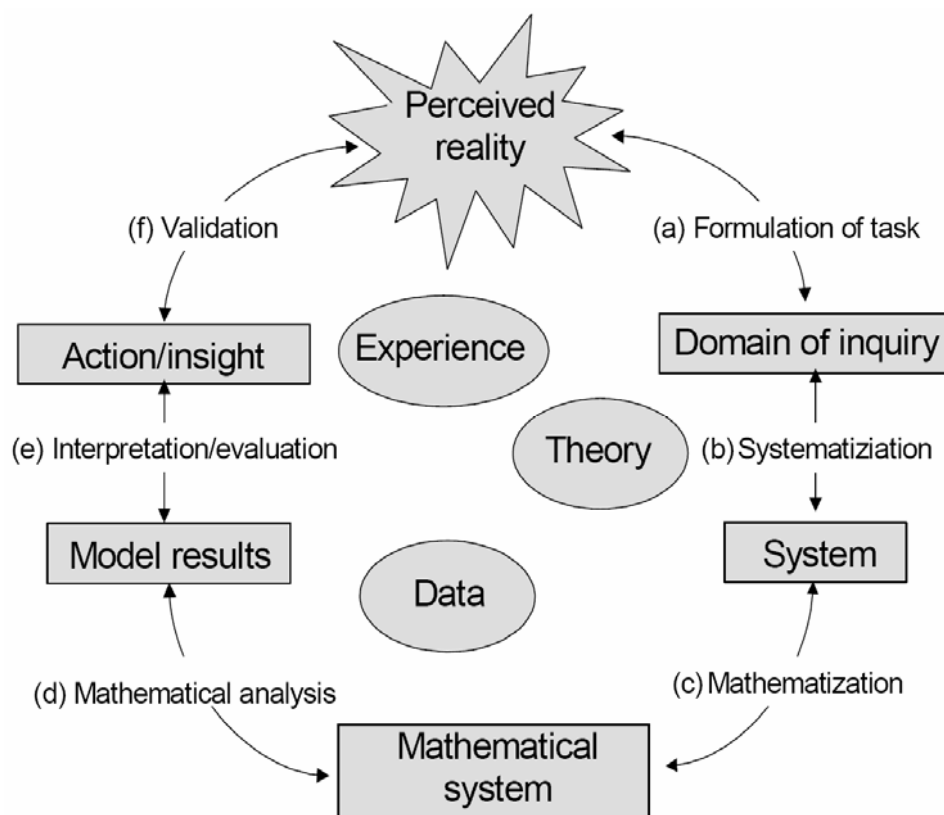 Perceived
reality
(f) Validation
(a) Formulation of task
Action/insight
Experience
Domain of inquiry
(e) Interpretation/evaluation
Theory
(b) Systematiziation
Model results
System
Data
(d) Mathematical analysis
(c) Mathematization
Mathematical
system